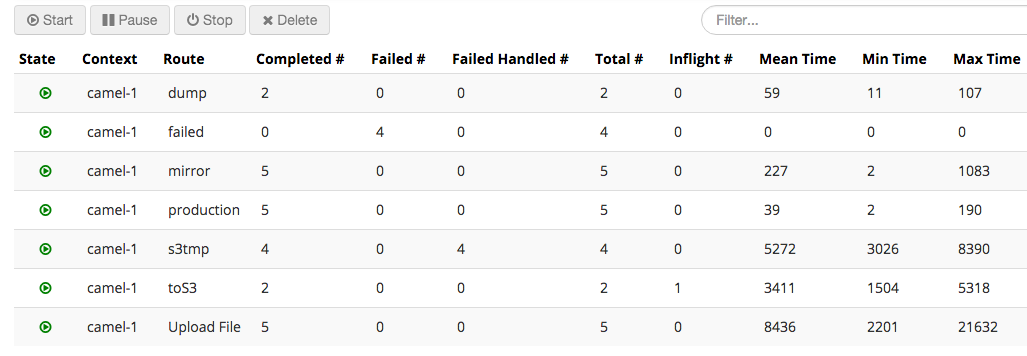 Start Pause Stop Delete Filter...
State Context Route Completed # Failed # Failed Handled # Total # Inflight # Mean Time Min Time Max Time
camel-1 dump 2 0 0 2 0 59 11 107
camel-1 failed 0 4 0 4 0 0 0 0
camel-1 mirror 5 0 0 5 0 227 2 1083
camel-1 production 5 0 0 5 0 39 2 190
camel-1 s3tmp 4 0 4 4 0 5272 3026 8390
camel-1 toS3 2 0 0 2 1 3411 1504 5318
camel-1 Upload File 5 0 0 5 0 8436 2201 21632